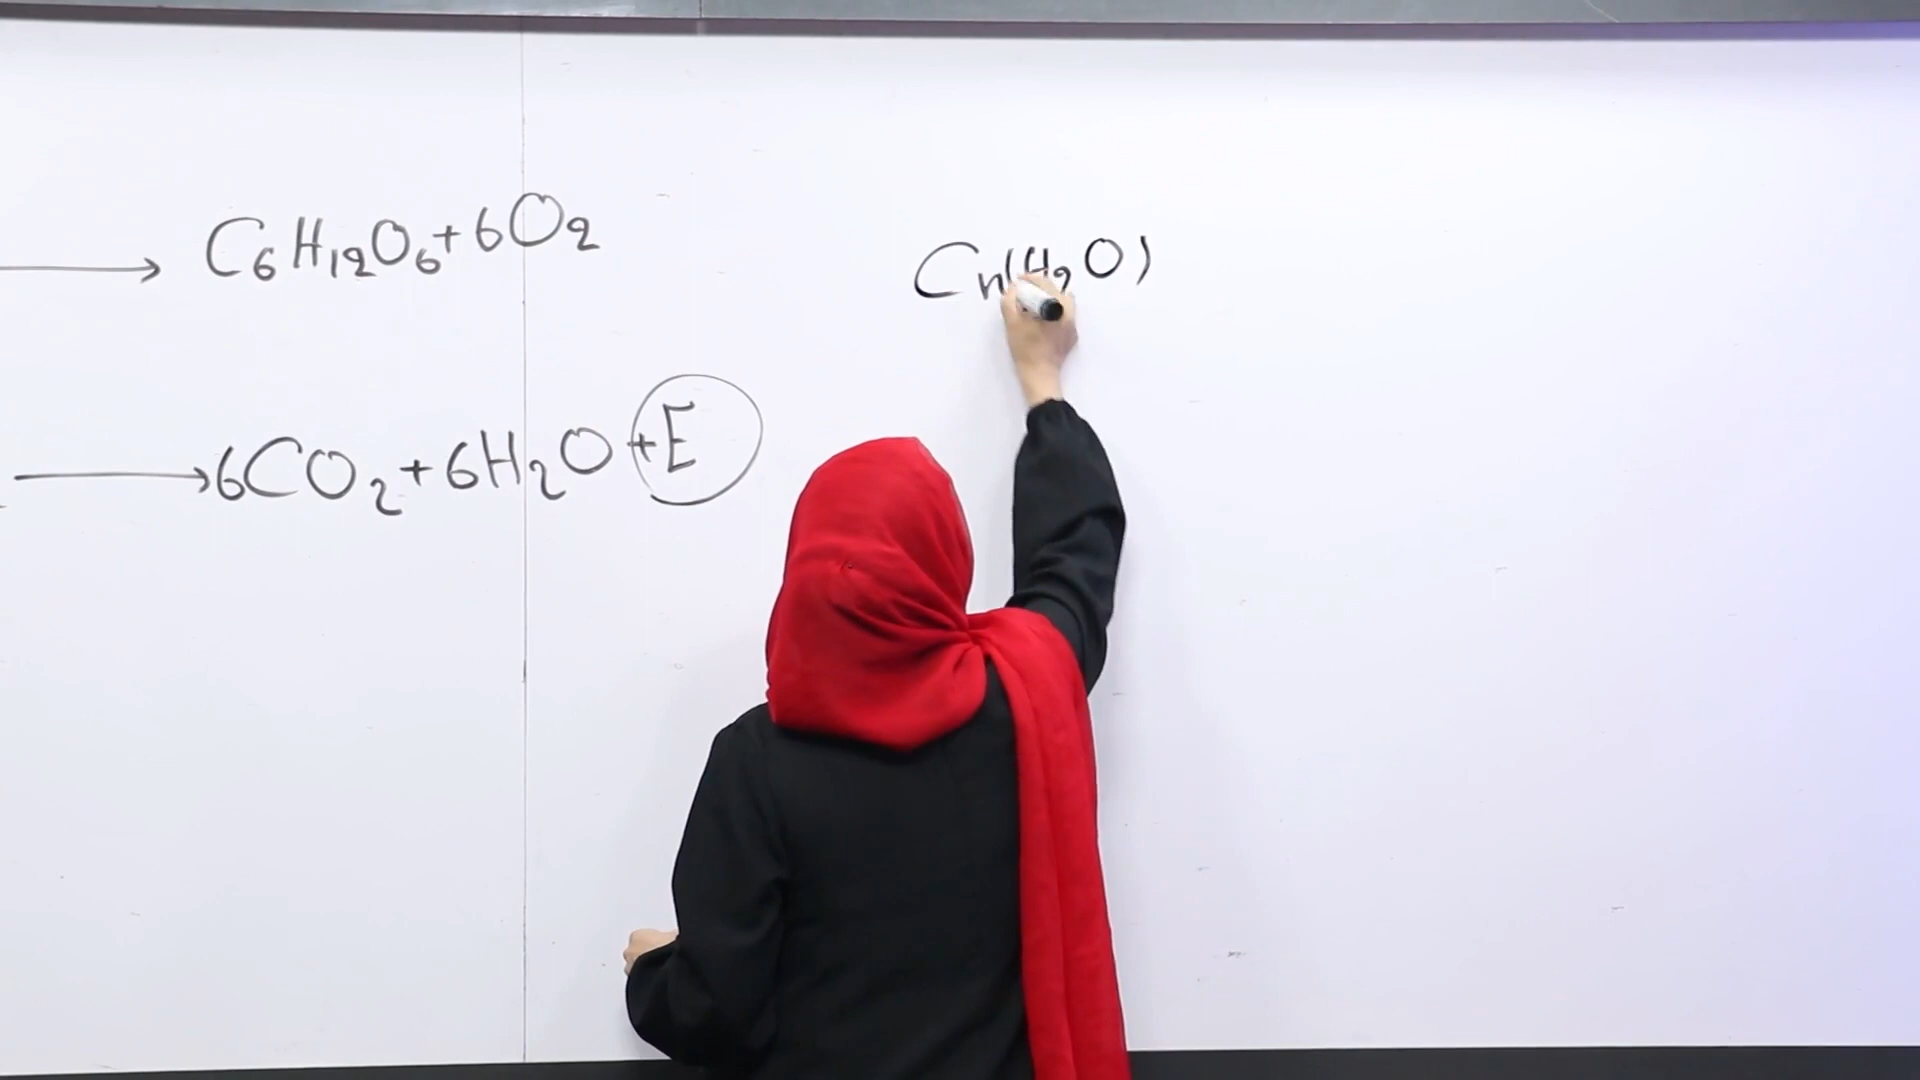 → C₆H₁₂O₆ + 6O₂
Cn(H₂O)
→ 6CO₂ + 6H₂O + E